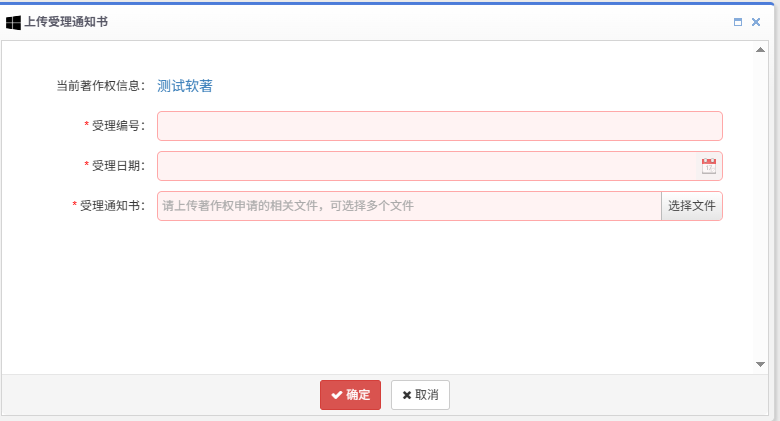 上传受理通知书
当前著作权信息： 测试软著
* 受理编号：
* 受理日期：
* 受理通知书： 请上传著作权申请的相关文件，可选择多个文件 选择文件
确定 取消